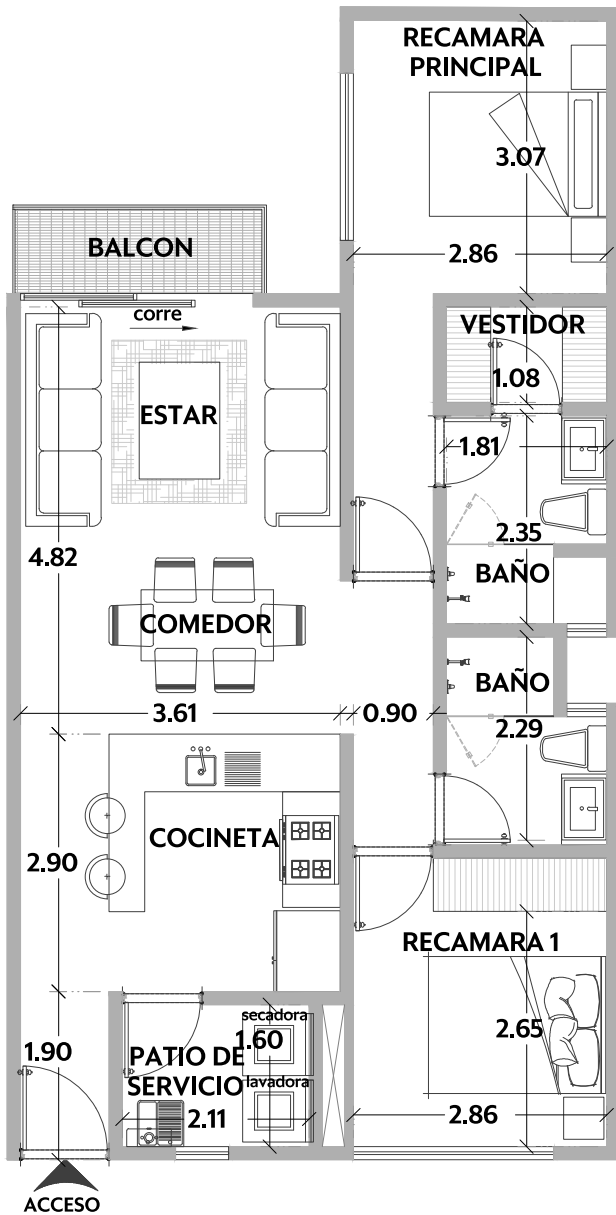 RECAMARA
PRINCIPAL
3.07
2.86
BALCON
corre
VESTIDOR
1.08
ESTAR
1.81
2.35
4.82
BAÑO
COMEDOR
BAÑO
3.61
0.90
2.29
COCINETA
2.90
RECAMARA 1
secadora
2.65
1.60
1.90
PATIO DE
SERVICIO
lavadora
2.11
2.86
ACCESO